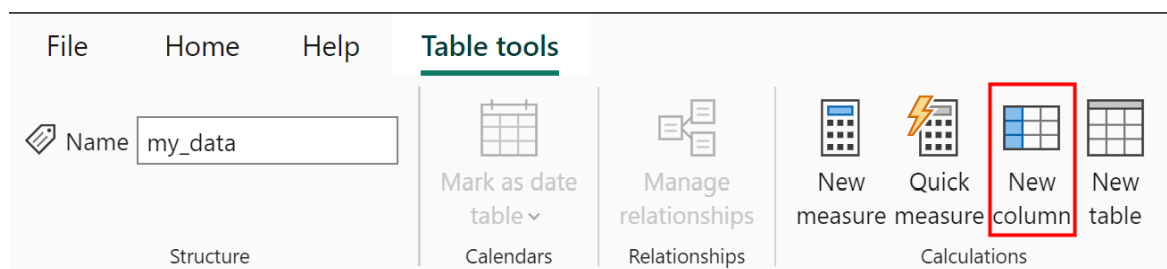 File Home Help Table tools
Name my_data
Mark as date Manage New Quick New New
table relationships measure measure column table
Structure Calendars Relationships Calculations